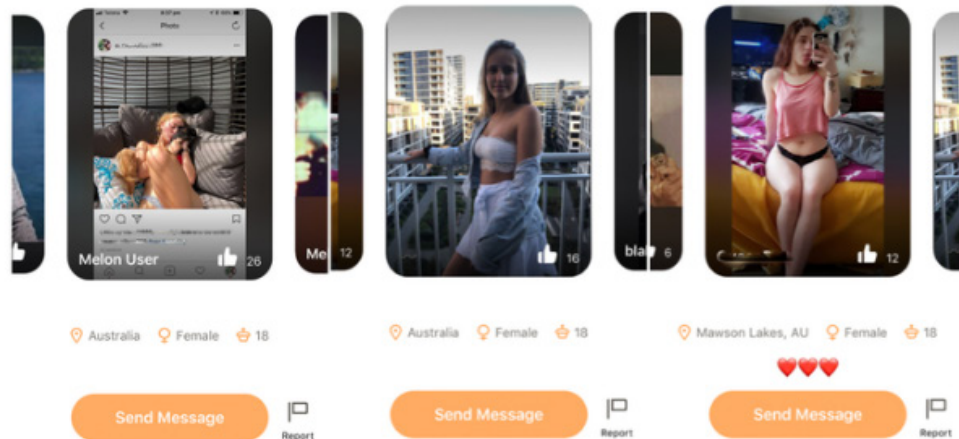 Photo
Melon User
26
Me
12
16
bla
6
12
Australia
Female
18
Australia
Female
18
Mawson Lakes, AU
Female
18
Send Message
Report
Send Message
Report
Send Message
Report